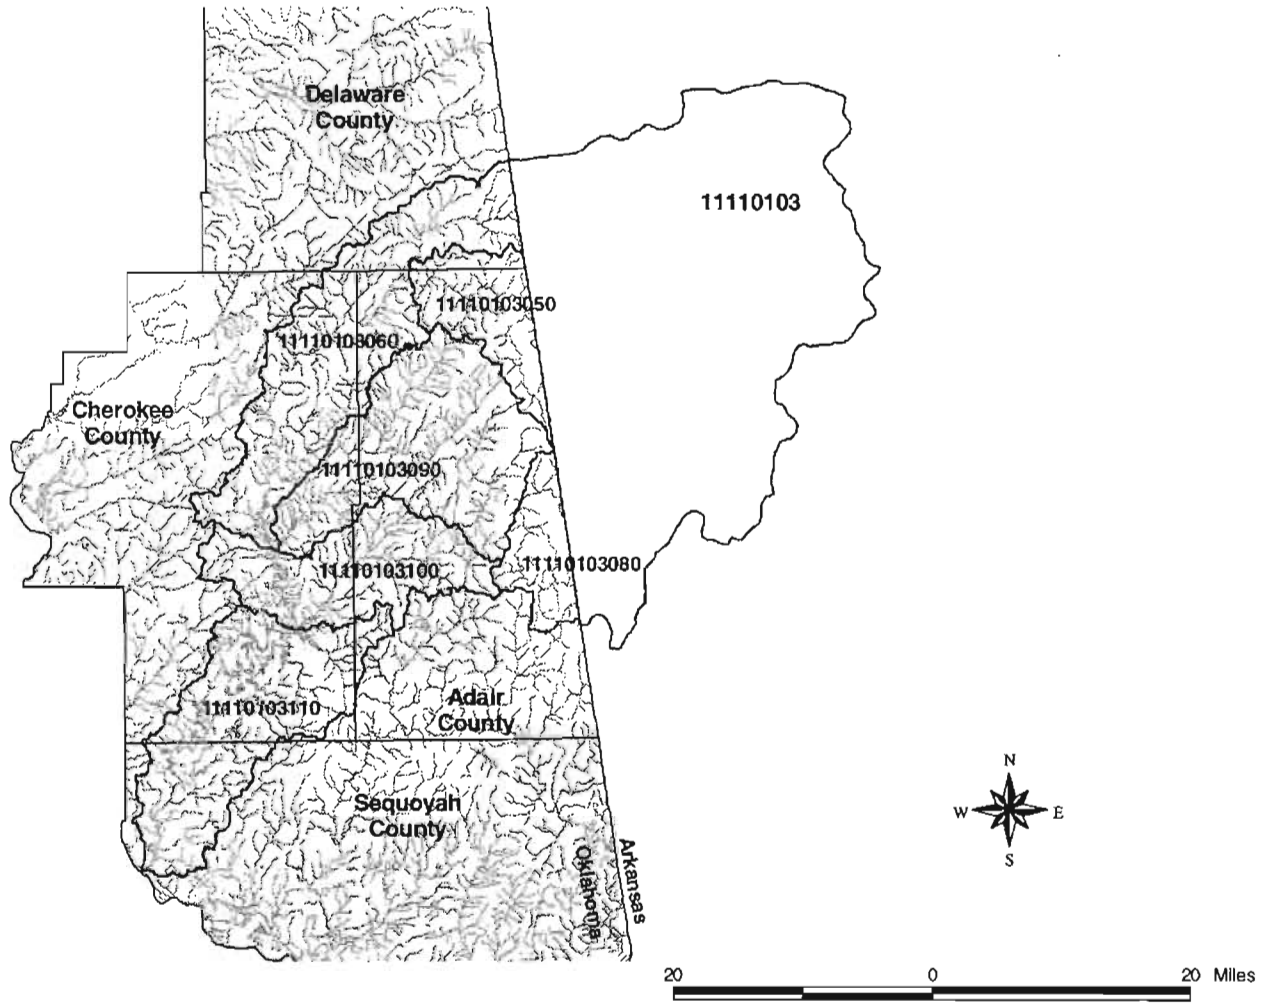 Delaware
County
11110103
11110103050
11110103060
Cherokee
County
11110103090
11110103100
11110103080
11110103110
Adair
County
Sequoyah
County
Arkansas
Oklahoma
N
W
E
S
20
0
20 Miles